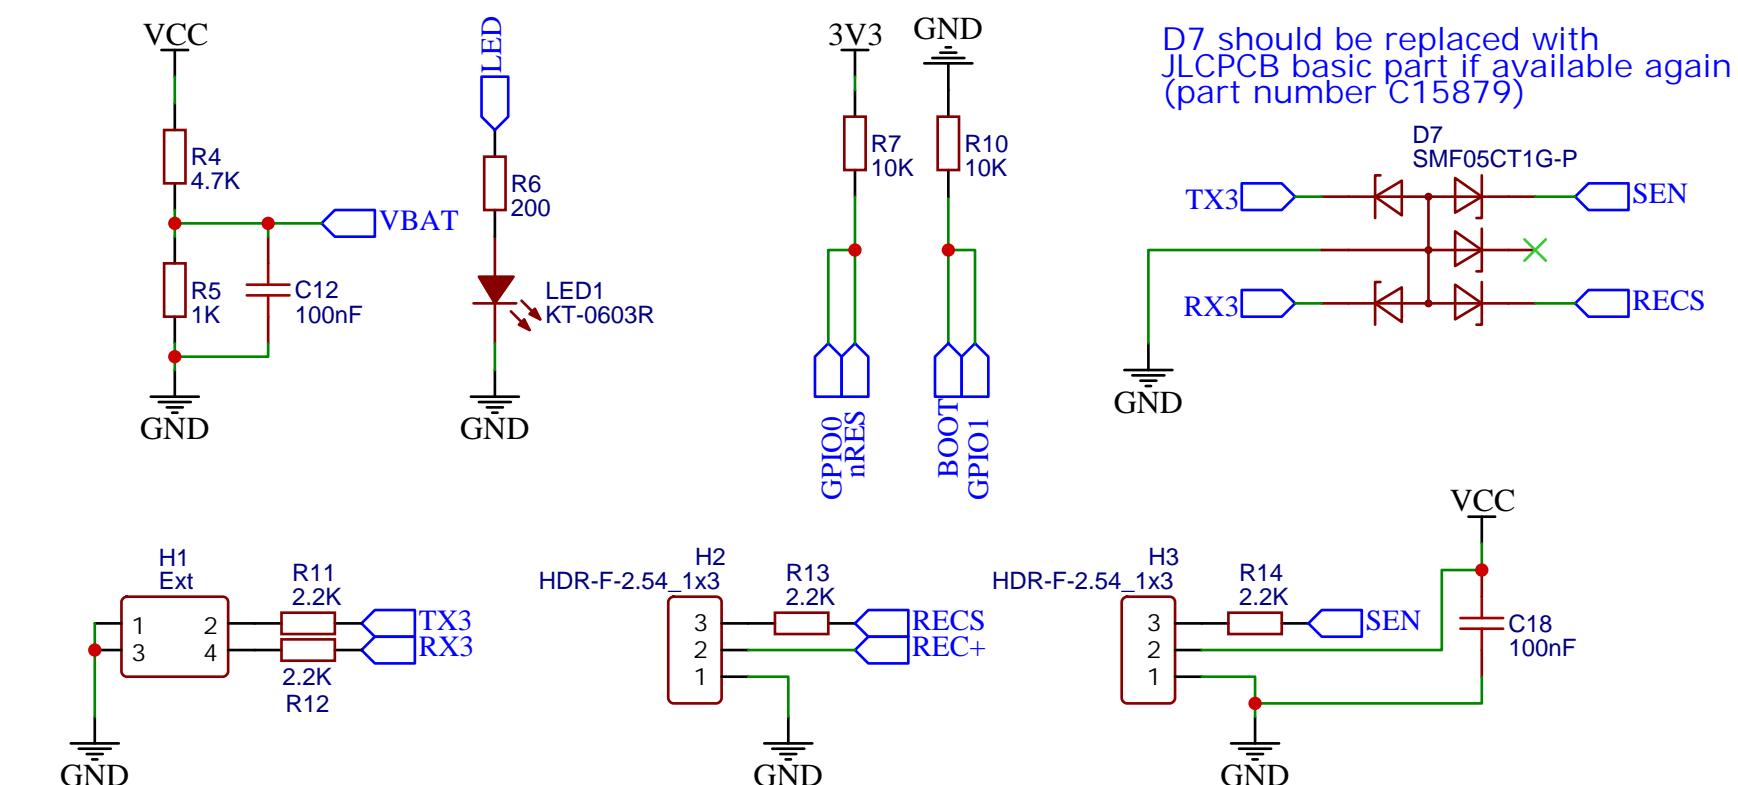 VCC
R4
4.7K
VBAT
R5
1K
C12
100nF
GND
LED
R6
200
LED1
KT-0603R
GND
3V3
GND
R7
10K
R10
10K
GPIO0
nRES
BOOT
GPIO1
D7 should be replaced with
JLCPCB basic part if available again
(part number C15879)
D7
SMF05CT1G-P
TX3
SEN
RX3
RECS
GND
H1
Ext
1
2
3
4
R11
2.2K
TX3
RX3
2.2K
R12
GND
H2
HDR-F-2.54_1x3
3
2
1
R13
2.2K
RECS
REC+
GND
H3
HDR-F-2.54_1x3
3
2
1
R14
2.2K
SEN
VCC
C18
100nF
GND